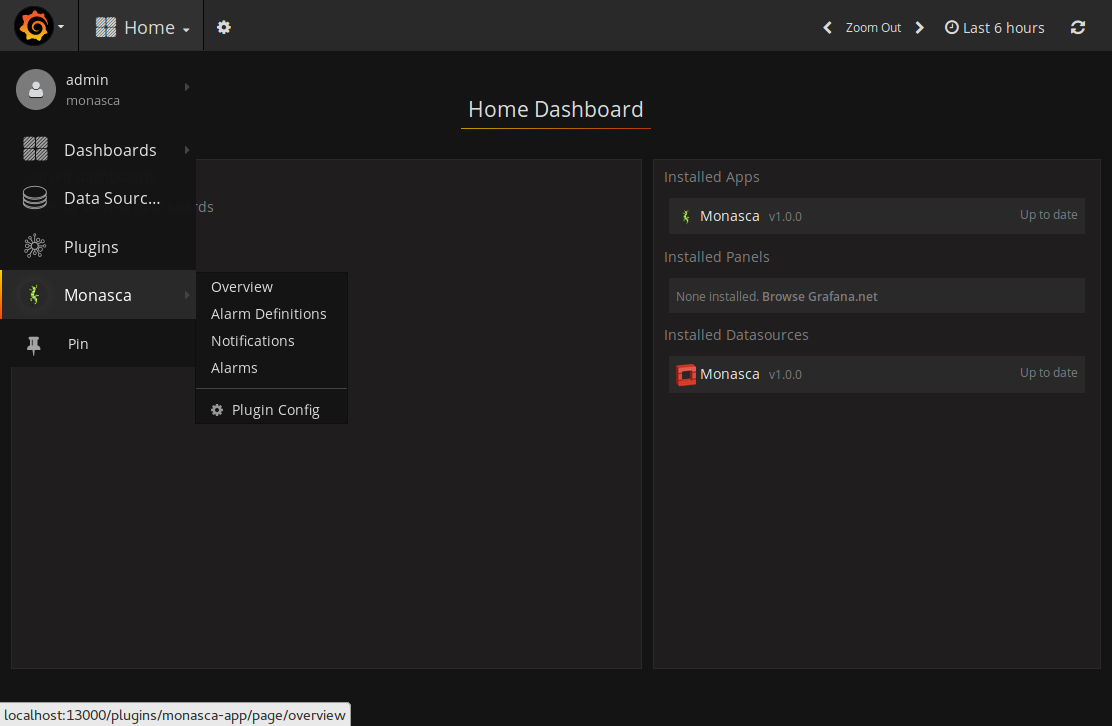 Home
Zoom Out
Last 6 hours
admin
monasca
Home Dashboard
Dashboards
Data Sourc...
Plugins
Monasca
Pin
Overview
Alarm Definitions
Notifications
Alarms
Plugin Config
Installed Apps
Monasca v1.0.0 Up to date
Installed Panels
None installed. Browse Grafana.net
Installed Datasources
Monasca v1.0.0 Up to date
localhost:13000/plugins/monasca-app/page/overview